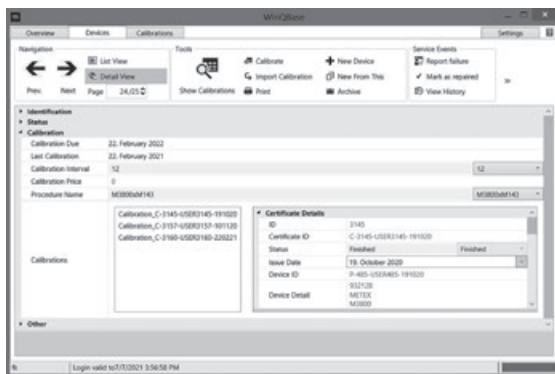 WinQBase
Overview Devices Calibrations Settings
Navigation Tools Service Events
List View Calibrate New Device Report failure
Detail View Import Calibration New From This Mark as repaired
Prev. Next Page 24/25 Show Calibrations Print Archive View History
Identification
Status
Calibration
Calibration Due 22. February 2022
Last Calibration 22. February 2021
Calibration Interval 12 12
Calibration Price 0
Procedure Name M3800xM143 M3800xM143
Calibrations
Calibration_C-3145-USER3145-191020
Calibration_C-3157-USER3157-901120
Calibration_C-3160-USER3160-220221
Certificate Details
ID 3145
Certificate ID C-3145-USER3145-191020
Status Finished Finished
Issue Date 19. October 2020
Device ID P-485-USER485-191020
Device Detail 932128
METEX
M3800
Other
Login valid to7/7/2021 3:56:58 PM